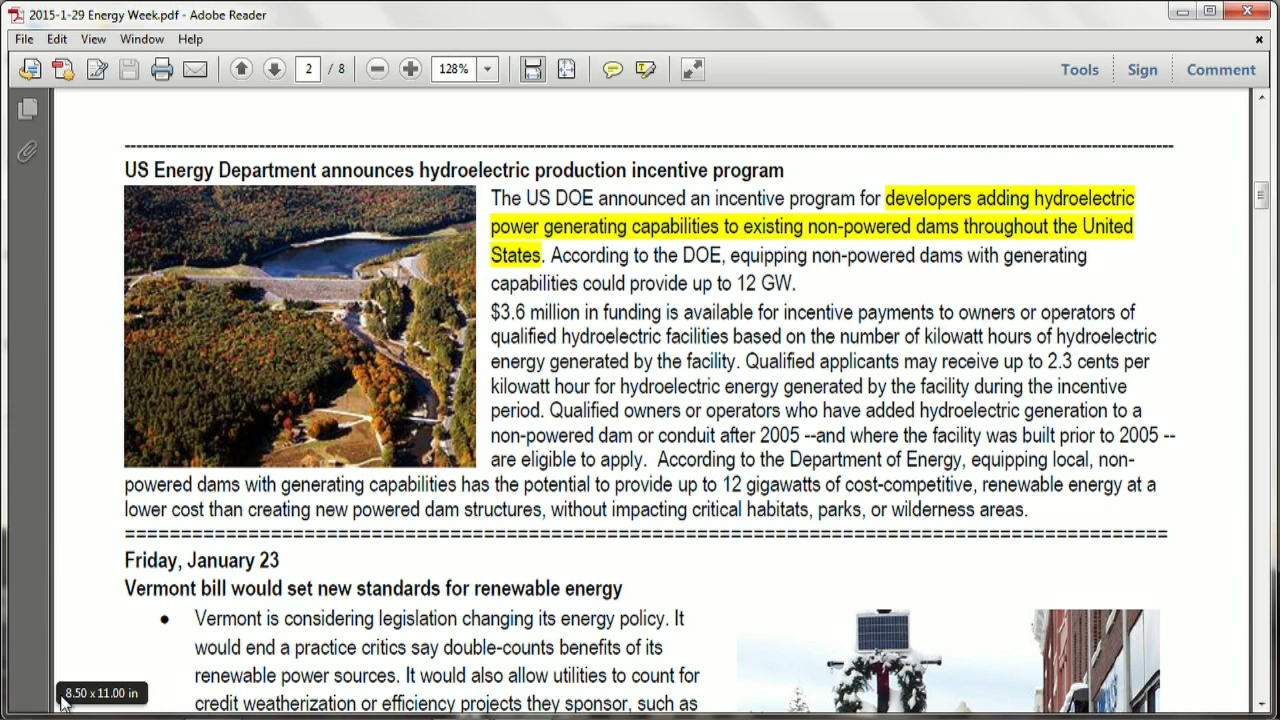 2015-1-29 Energy Week.pdf - Adobe Reader
File Edit View Window Help
2 / 8 128% Tools Sign Comment
--------------------------------------------------------------------------------
US Energy Department announces hydroelectric production incentive program
The US DOE announced an incentive program for developers adding hydroelectric
power generating capabilities to existing non-powered dams throughout the United
States. According to the DOE, equipping non-powered dams with generating
capabilities could provide up to 12 GW.
$3.6 million in funding is available for incentive payments to owners or operators of
qualified hydroelectric facilities based on the number of kilowatt hours of hydroelectric
energy generated by the facility. Qualified applicants may receive up to 2.3 cents per
kilowatt hour for hydroelectric energy generated by the facility during the incentive
period. Qualified owners or operators who have added hydroelectric generation to a
non-powered dam or conduit after 2005 --and where the facility was built prior to 2005 --
are eligible to apply.  According to the Department of Energy, equipping local, non-
powered dams with generating capabilities has the potential to provide up to 12 gigawatts of cost-competitive, renewable energy at a
lower cost than creating new powered dam structures, without impacting critical habitats, parks, or wilderness areas.
================================================================================
Friday, January 23
Vermont bill would set new standards for renewable energy
• Vermont is considering legislation changing its energy policy. It
would end a practice critics say double-counts benefits of its
renewable power sources. It would also allow utilities to count for
credit weatherization or efficiency projects they sponsor, such as
8.50 x 11.00 in